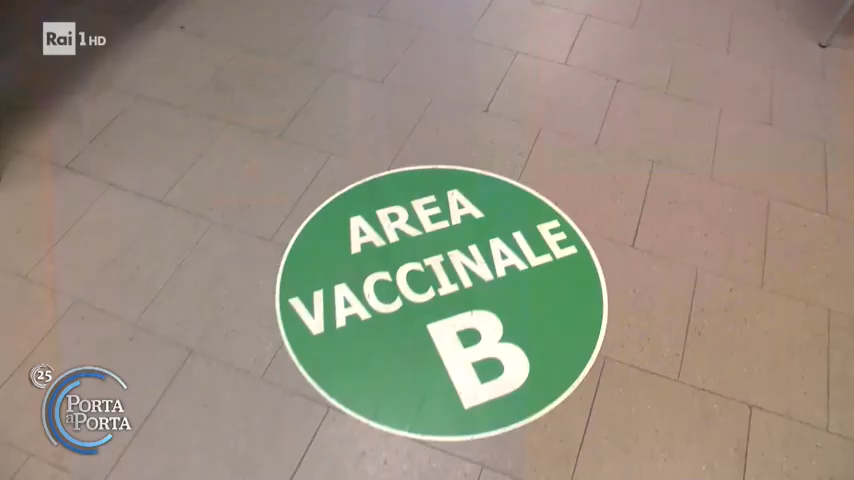 Rai 1 HD
AREA
VACCINALE
B
25
PORTA
a PORTA